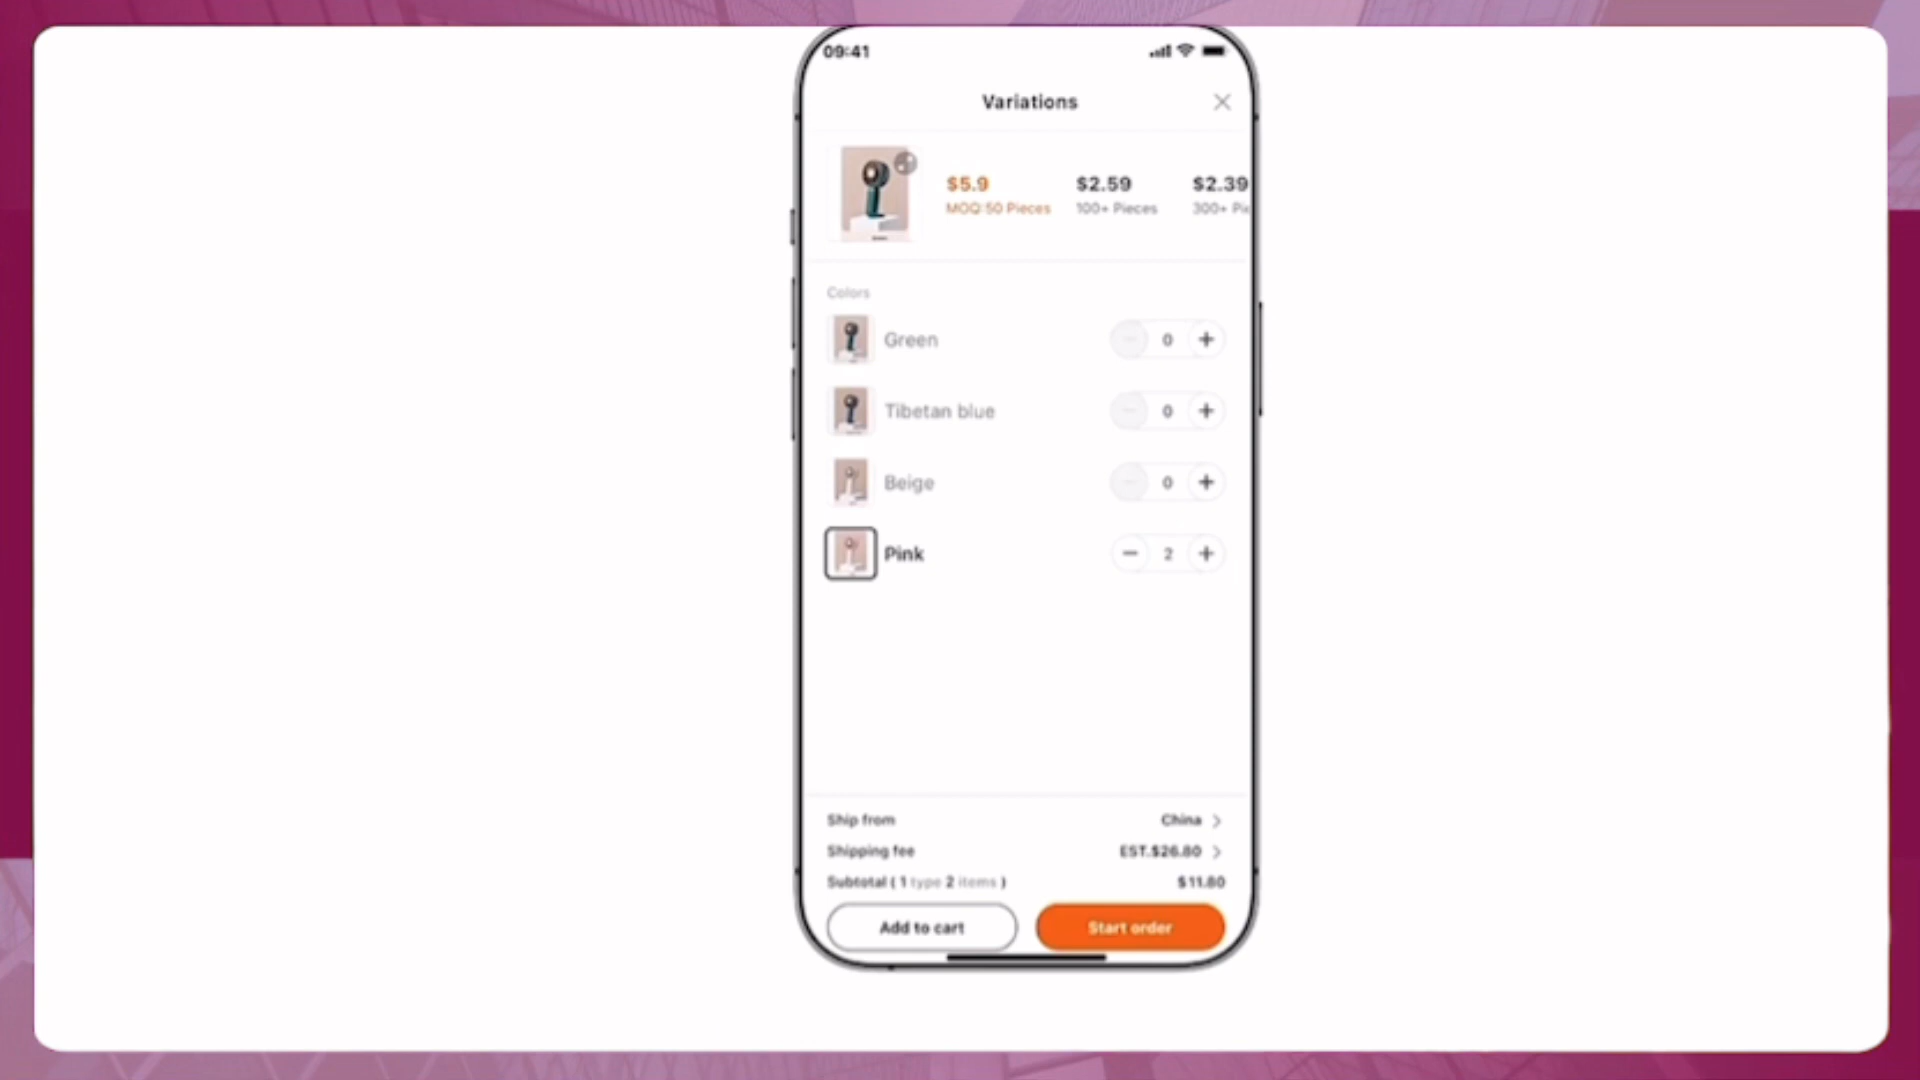 09:41
Variations
$5.9 $2.59 $2.39
MOQ:50 Pieces 100+ Pieces 300+ Pi
Colors
Green 0
Tibetan blue 0
Beige 0
Pink 2
Ship from China
Shipping fee EST.$26.80
Subtotal ( 1 type 2 items ) $11.80
Add to cart Start order